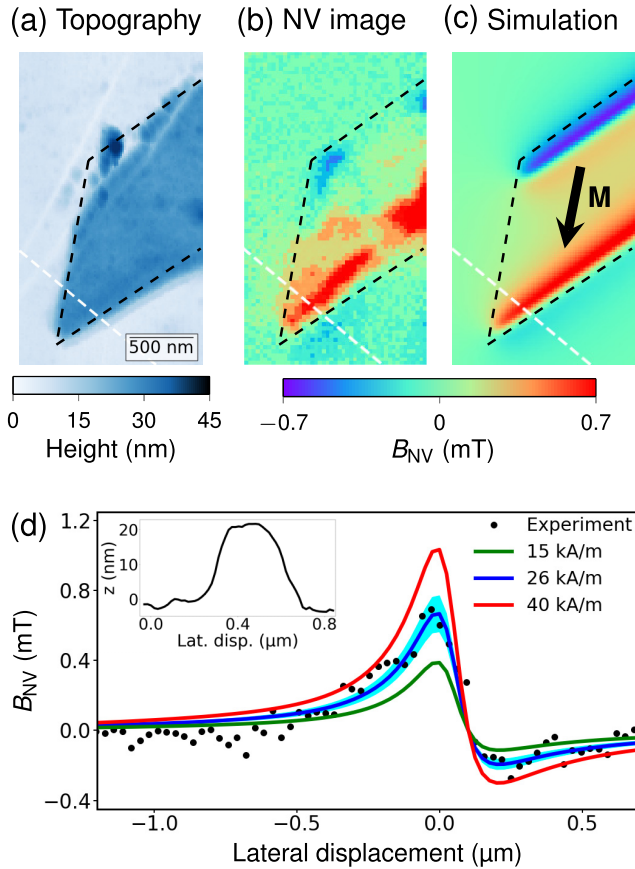 (a) Topography
(b) NV image
(c) Simulation
M
500 nm
0 15 30 45
Height (nm)
−0.7 0 0.7
B_NV (mT)
(d)
1.2
0.8
0.4
0.0
−0.4
B_NV (mT)
20
10
0
z (nm)
0.0 0.4 0.8
Lat. disp. (μm)
Experiment
15 kA/m
26 kA/m
40 kA/m
−1.0 −0.5 0.0 0.5
Lateral displacement (μm)